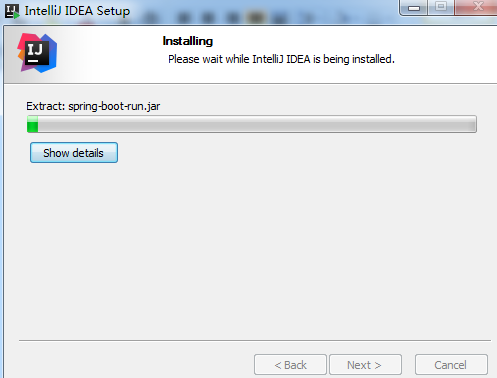 IntelliJ IDEA Setup
IJ
Installing
Please wait while IntelliJ IDEA is being installed.
Extract: spring-boot-run.jar
Show details
< Back
Next >
Cancel